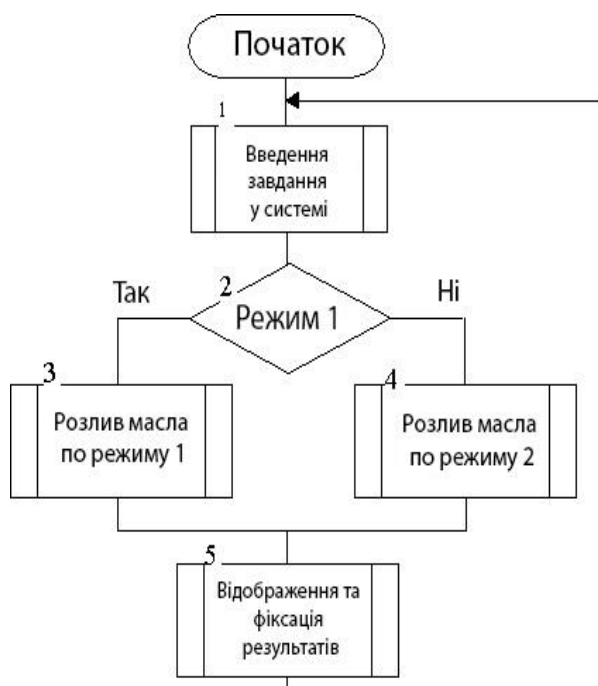 Початок
1
Введення
завдання
у системі
2
Так
Ні
Режим 1
3
Розлив масла
по режиму 1
4
Розлив масла
по режиму 2
5
Відображення та
фіксація
результатів